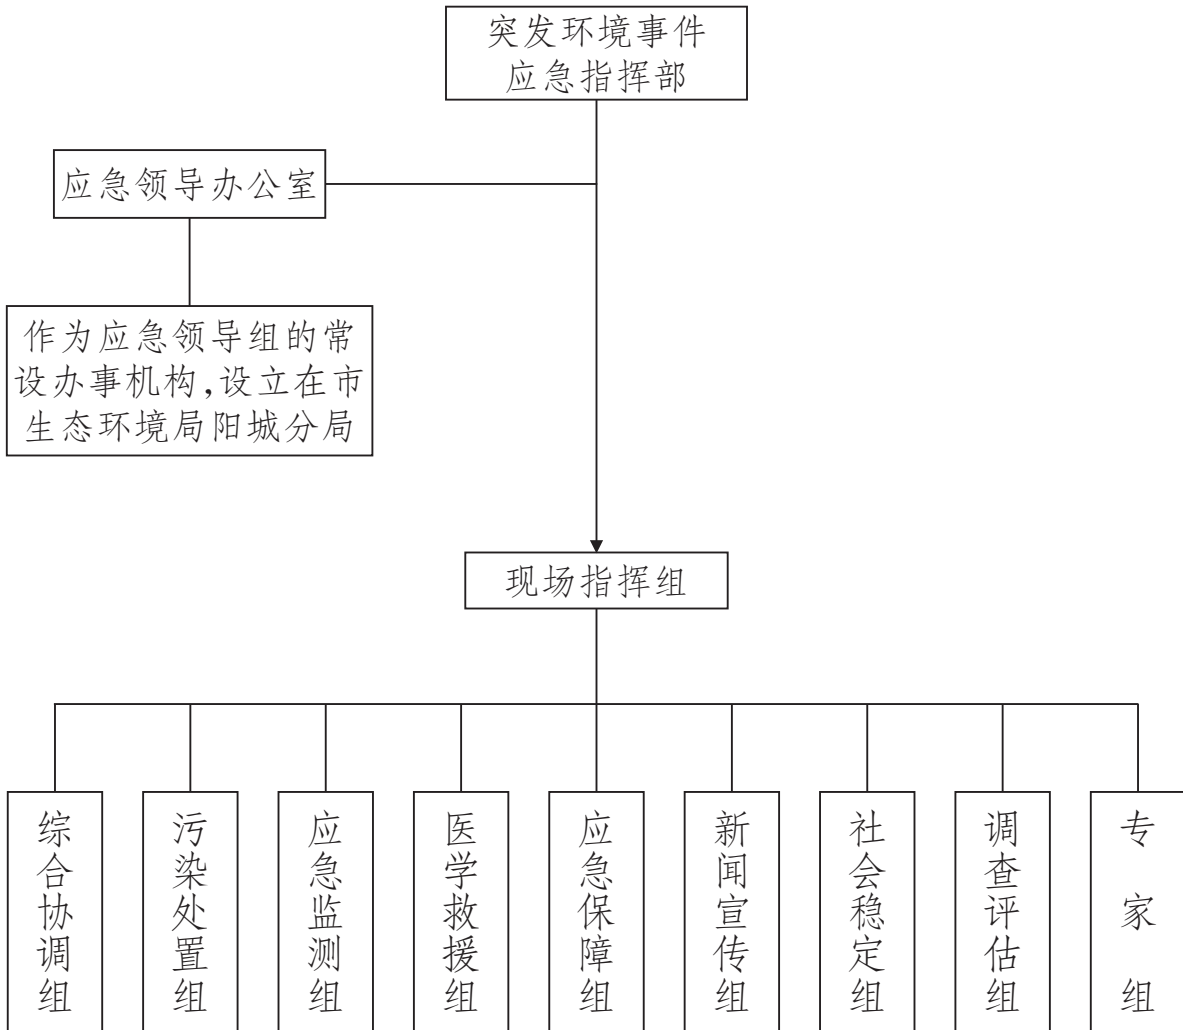 突发环境事件
应急指挥部
应急领导办公室
作为应急领导组的常
设办事机构,设立在市
生态环境局阳城分局
现场指挥组
综合协调组
污染处置组
应急监测组
医学救援组
应急保障组
新闻宣传组
社会稳定组
调查评估组
专家组